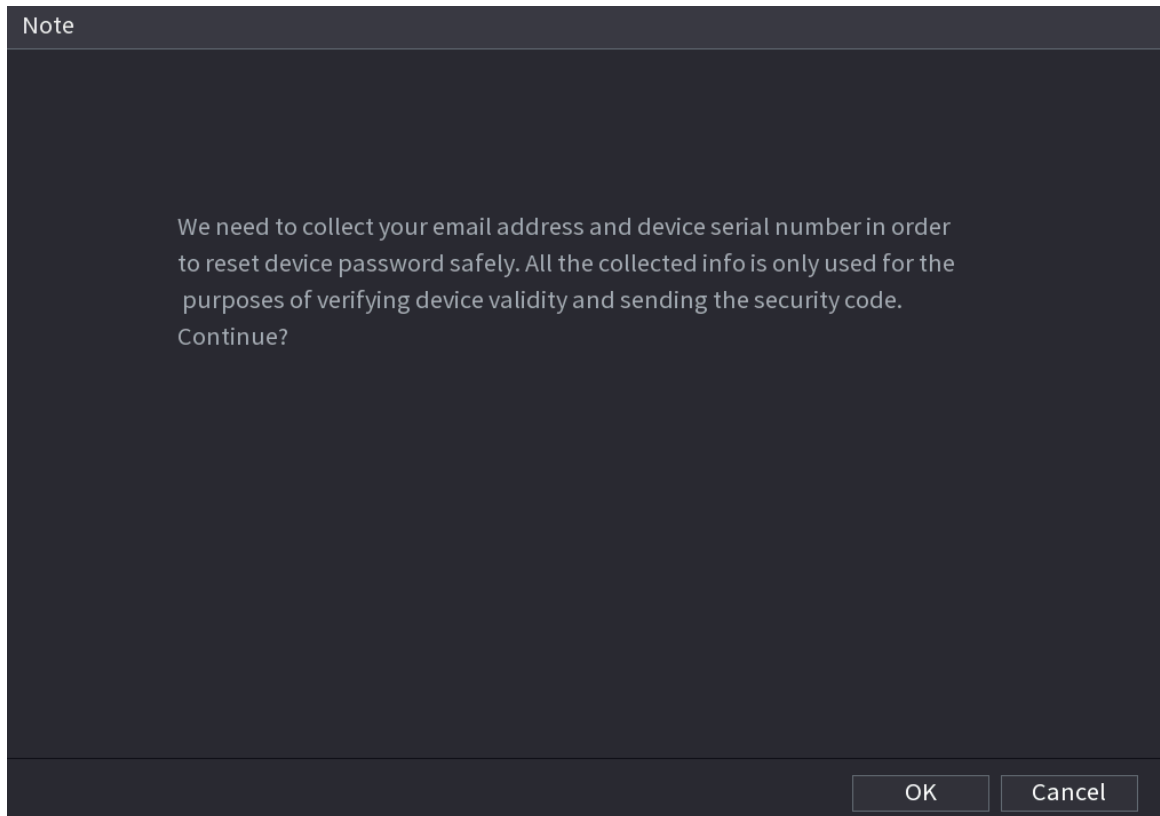 Note
We need to collect your email address and device serial number in order
to reset device password safely. All the collected info is only used for the
purposes of verifying device validity and sending the security code.
Continue?
OK
Cancel